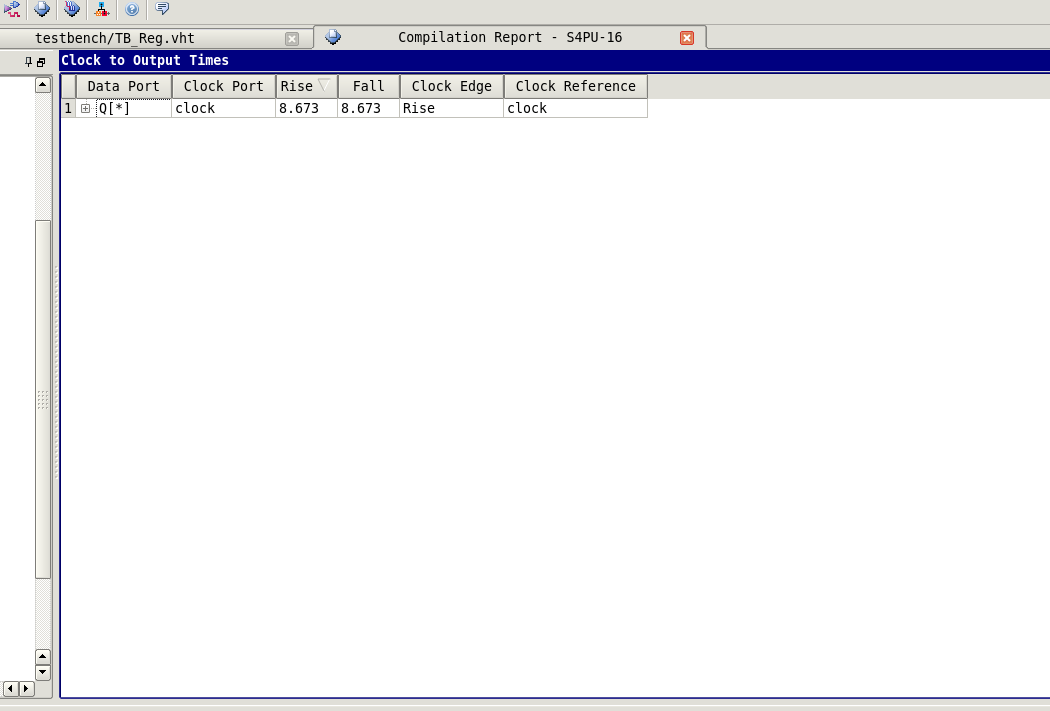 testbench/TB_Reg.vht
Compilation Report - S4PU-16
Clock to Output Times
Data Port Clock Port Rise Fall Clock Edge Clock Reference
1 Q[*] clock 8.673 8.673 Rise clock